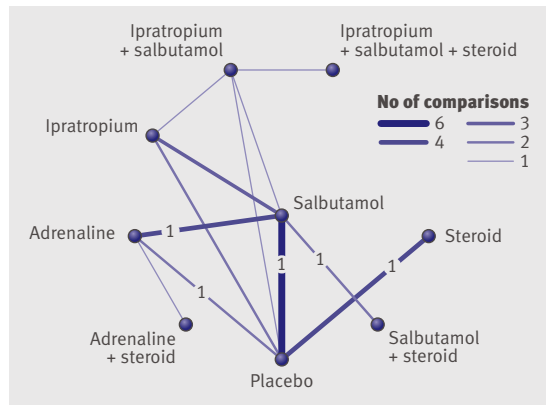 Ipratropium
+ salbutamol
Ipratropium
+ salbutamol + steroid
No of comparisons
6
3
4
2
1
Ipratropium
Salbutamol
Adrenaline
1
Steroid
1
1
1
1
Adrenaline
+ steroid
Salbutamol
+ steroid
Placebo